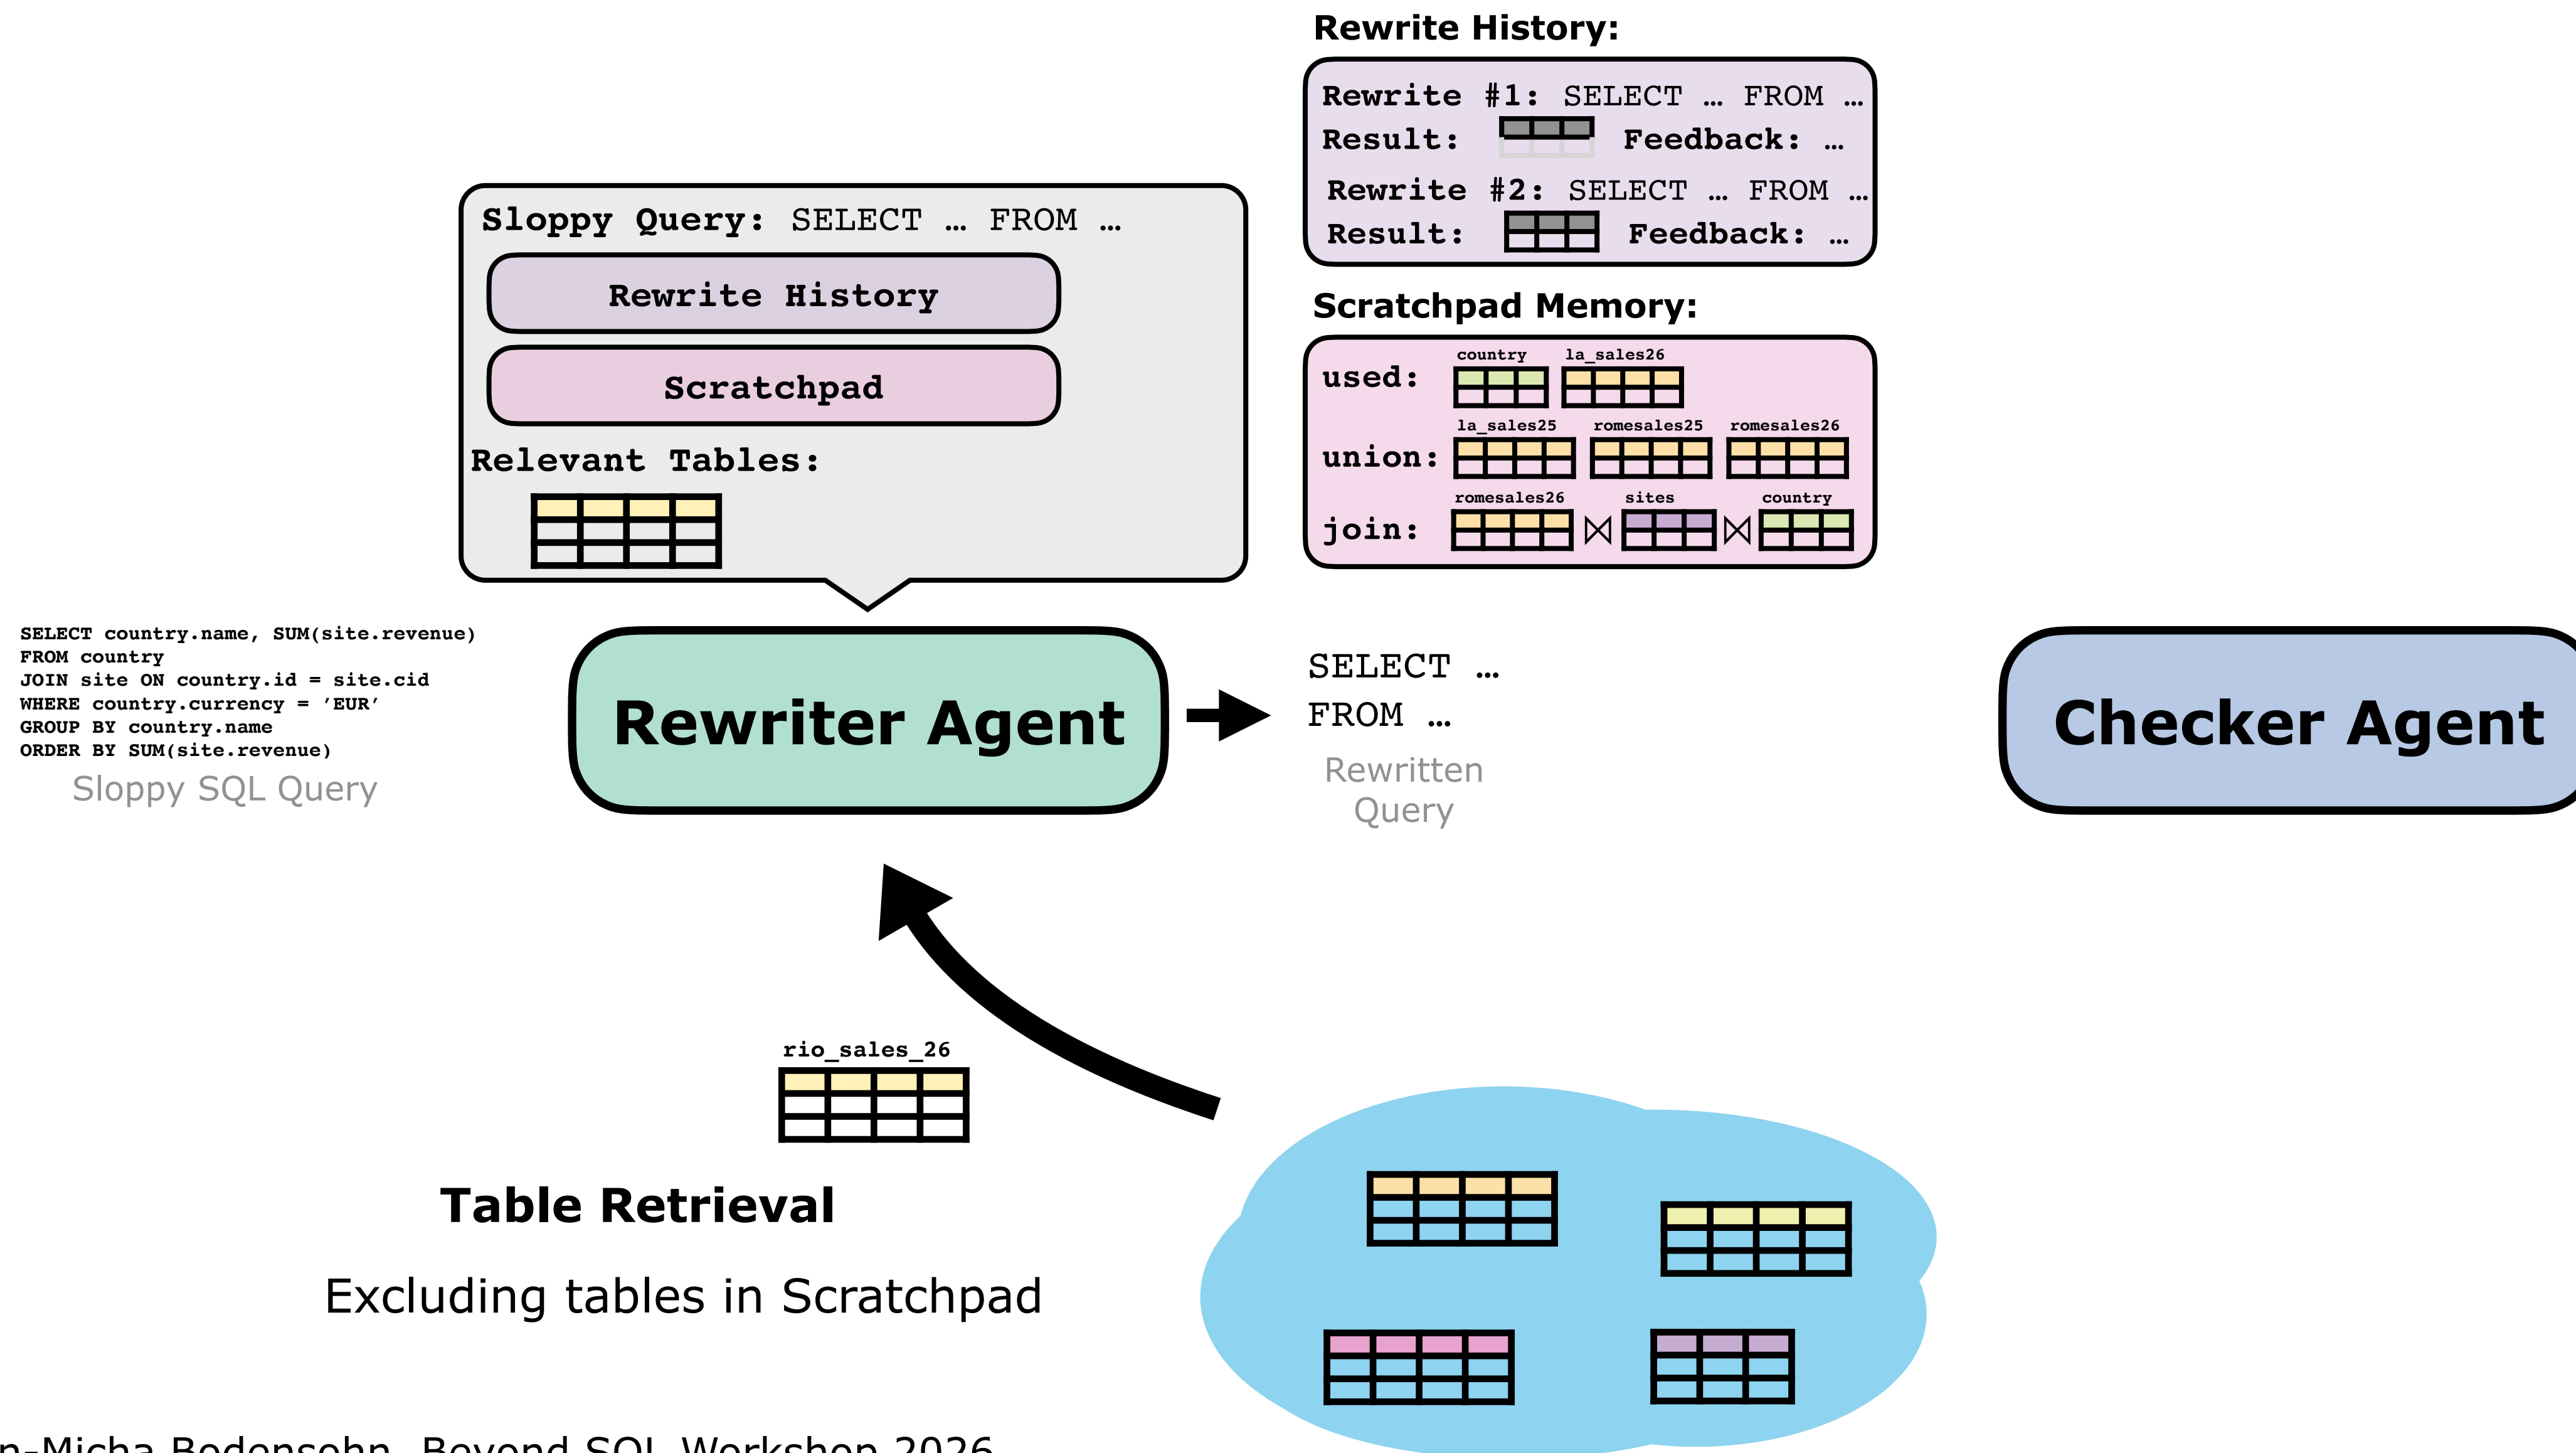 Rewrite History:
Rewrite #1: SELECT … FROM …
Result: Feedback: …
Rewrite #2: SELECT … FROM …
Result: Feedback: …
Sloppy Query: SELECT … FROM …
Rewrite History
Scratchpad
Relevant Tables:
Scratchpad Memory:
country la_sales26
used:
la_sales25 romesales25 romesales26
union:
romesales26 sites country
join: ⋈ ⋈
SELECT country.name, SUM(site.revenue)
FROM country
JOIN site ON country.id = site.cid
WHERE country.currency = ’EUR’
GROUP BY country.name
ORDER BY SUM(site.revenue)
Sloppy SQL Query
Rewriter Agent
SELECT …
FROM …
Rewritten
Query
Checker Agent
rio_sales_26
Table Retrieval
Excluding tables in Scratchpad
n-Micha Bodensohn, Beyond SQL Workshop 2026